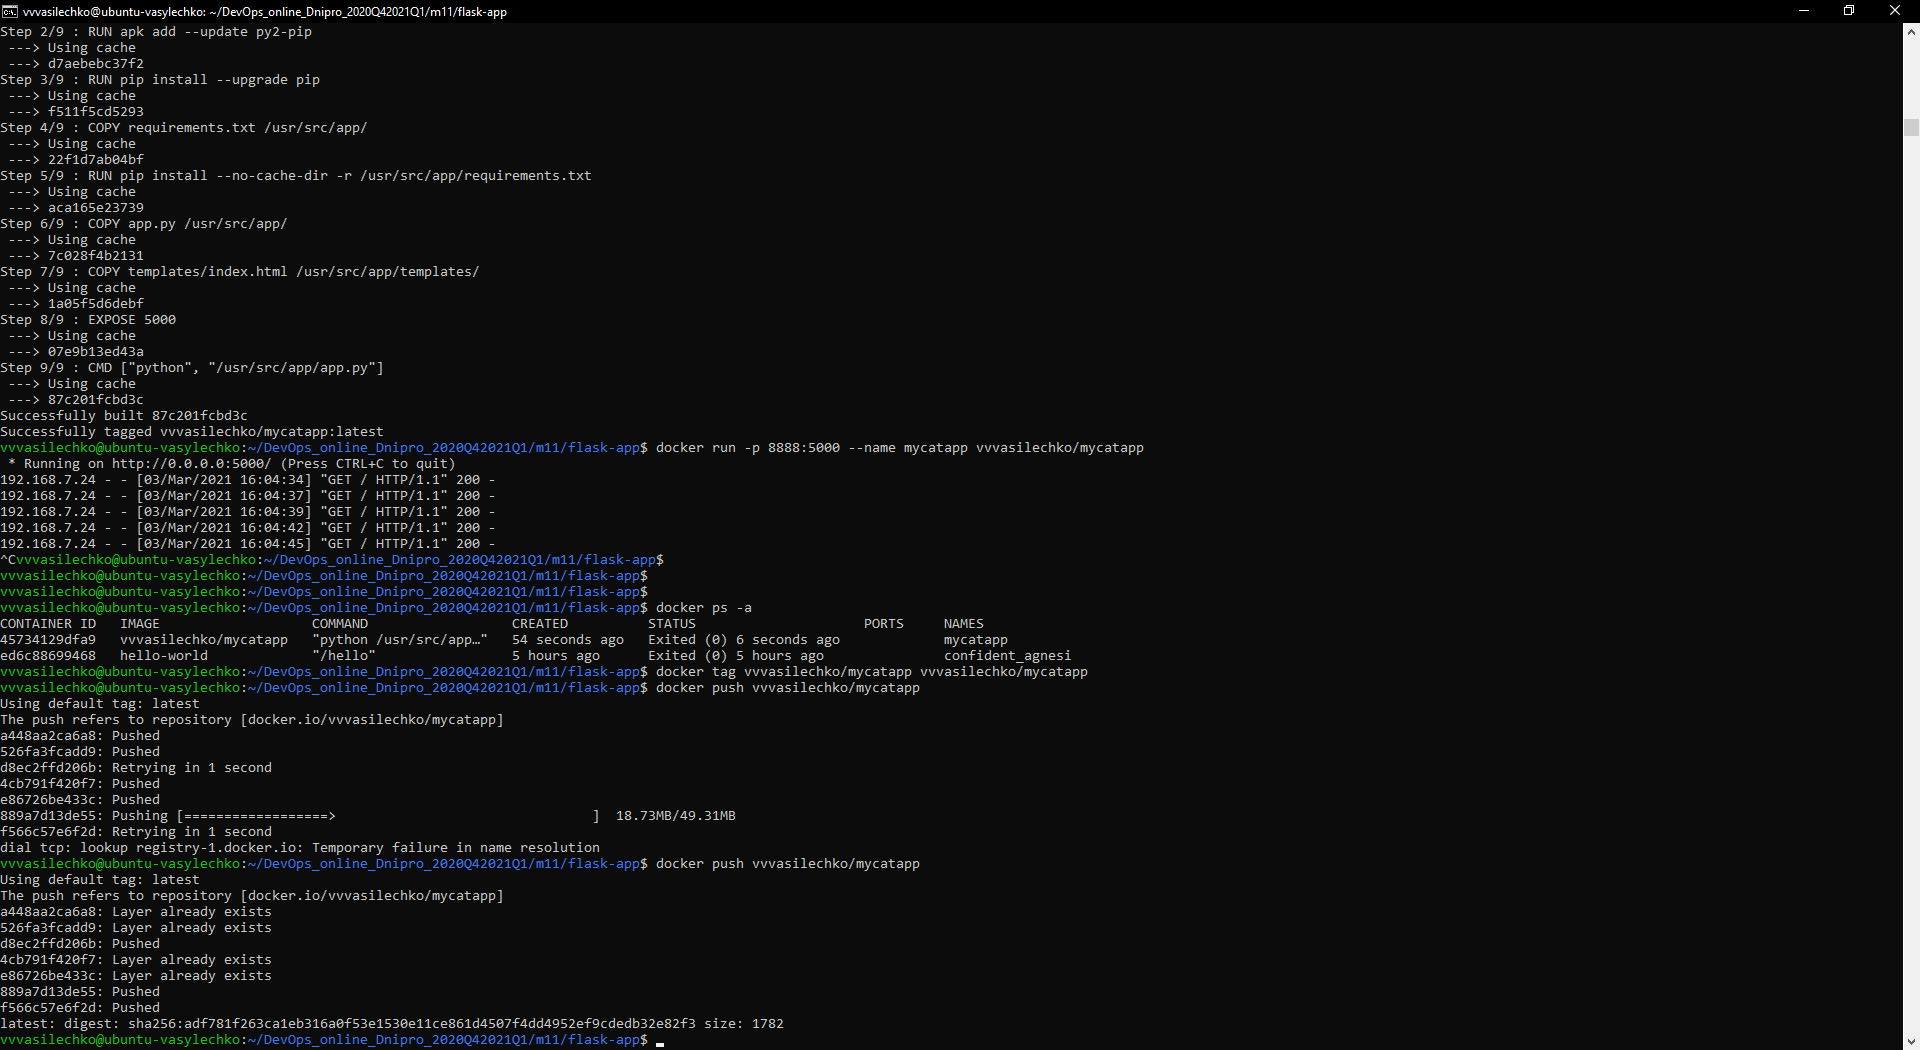 vvvasilechko@ubuntu-vasylechko: ~/DevOps_online_Dnipro_2020Q42021Q1/m11/flask-app
Step 2/9 : RUN apk add --update py2-pip
 ---> Using cache
 ---> d7aebebc37f2
Step 3/9 : RUN pip install --upgrade pip
 ---> Using cache
 ---> f511f5cd5293
Step 4/9 : COPY requirements.txt /usr/src/app/
 ---> Using cache
 ---> 22f1d7ab04bf
Step 5/9 : RUN pip install --no-cache-dir -r /usr/src/app/requirements.txt
 ---> Using cache
 ---> aca165e23739
Step 6/9 : COPY app.py /usr/src/app/
 ---> Using cache
 ---> 7c028f4b2131
Step 7/9 : COPY templates/index.html /usr/src/app/templates/
 ---> Using cache
 ---> 1a05f5d6debf
Step 8/9 : EXPOSE 5000
 ---> Using cache
 ---> 07e9b13ed43a
Step 9/9 : CMD ["python", "/usr/src/app/app.py"]
 ---> Using cache
 ---> 87c201fcbd3c
Successfully built 87c201fcbd3c
Successfully tagged vvvasilechko/mycatapp:latest
vvvasilechko@ubuntu-vasylechko:~/DevOps_online_Dnipro_2020Q42021Q1/m11/flask-app$ docker run -p 8888:5000 --name mycatapp vvvasilechko/mycatapp
 * Running on http://0.0.0.0:5000/ (Press CTRL+C to quit)
192.168.7.24 - - [03/Mar/2021 16:04:34] "GET / HTTP/1.1" 200 -
192.168.7.24 - - [03/Mar/2021 16:04:37] "GET / HTTP/1.1" 200 -
192.168.7.24 - - [03/Mar/2021 16:04:39] "GET / HTTP/1.1" 200 -
192.168.7.24 - - [03/Mar/2021 16:04:42] "GET / HTTP/1.1" 200 -
192.168.7.24 - - [03/Mar/2021 16:04:45] "GET / HTTP/1.1" 200 -
^Cvvvasilechko@ubuntu-vasylechko:~/DevOps_online_Dnipro_2020Q42021Q1/m11/flask-app$
vvvasilechko@ubuntu-vasylechko:~/DevOps_online_Dnipro_2020Q42021Q1/m11/flask-app$
vvvasilechko@ubuntu-vasylechko:~/DevOps_online_Dnipro_2020Q42021Q1/m11/flask-app$
vvvasilechko@ubuntu-vasylechko:~/DevOps_online_Dnipro_2020Q42021Q1/m11/flask-app$ docker ps -a
CONTAINER ID   IMAGE                   COMMAND                  CREATED          STATUS                     PORTS     NAMES
45734129dfa9   vvvasilechko/mycatapp   "python /usr/src/app…"   54 seconds ago   Exited (0) 6 seconds ago             mycatapp
ed6c88699468   hello-world             "/hello"                 5 hours ago      Exited (0) 5 hours ago               confident_agnesi
vvvasilechko@ubuntu-vasylechko:~/DevOps_online_Dnipro_2020Q42021Q1/m11/flask-app$ docker tag vvvasilechko/mycatapp vvvasilechko/mycatapp
vvvasilechko@ubuntu-vasylechko:~/DevOps_online_Dnipro_2020Q42021Q1/m11/flask-app$ docker push vvvasilechko/mycatapp
Using default tag: latest
The push refers to repository [docker.io/vvvasilechko/mycatapp]
a448aa2ca6a8: Pushed
526fa3fcadd9: Pushed
d8ec2ffd206b: Retrying in 1 second
4cb791f420f7: Pushed
e86726be433c: Pushed
889a7d13de55: Pushing [==================>                                ]  18.73MB/49.31MB
f566c57e6f2d: Retrying in 1 second
dial tcp: lookup registry-1.docker.io: Temporary failure in name resolution
vvvasilechko@ubuntu-vasylechko:~/DevOps_online_Dnipro_2020Q42021Q1/m11/flask-app$ docker push vvvasilechko/mycatapp
Using default tag: latest
The push refers to repository [docker.io/vvvasilechko/mycatapp]
a448aa2ca6a8: Layer already exists
526fa3fcadd9: Layer already exists
d8ec2ffd206b: Pushed
4cb791f420f7: Layer already exists
e86726be433c: Layer already exists
889a7d13de55: Pushed
f566c57e6f2d: Pushed
latest: digest: sha256:adf781f263ca1eb316a0f53e1530e11ce861d4507f4dd4952ef9cdedb32e82f3 size: 1782
vvvasilechko@ubuntu-vasylechko:~/DevOps_online_Dnipro_2020Q42021Q1/m11/flask-app$